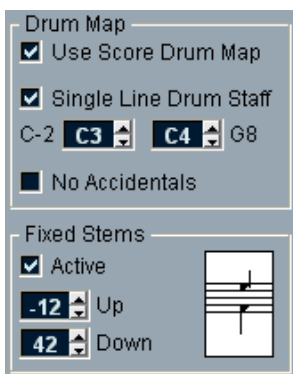 Drum Map
Use Score Drum Map
Single Line Drum Staff
C-2 C3 C4 G8
No Accidentals
Fixed Stems
Active
-12 Up
42 Down